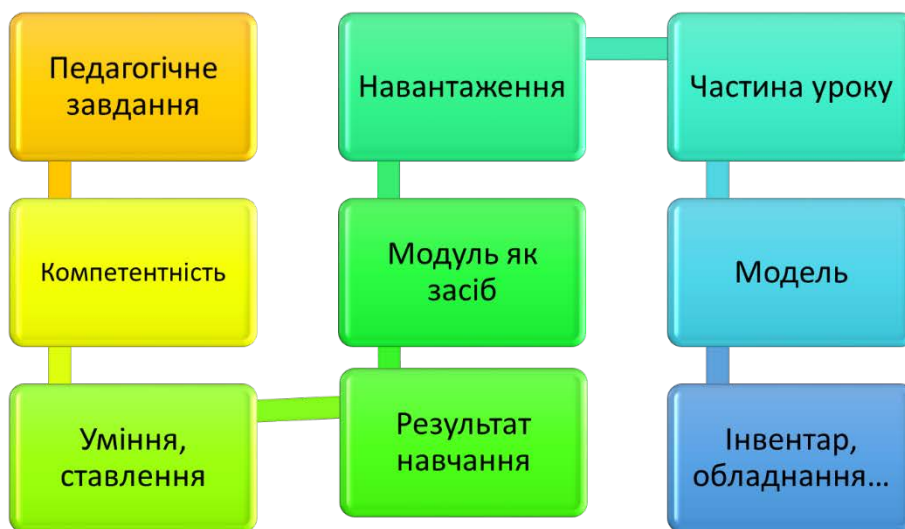 Педагогічне
завдання
Компетентність
Уміння,
ставлення
Результат
навчання
Модуль як
засіб
Навантаження
Частина уроку
Модель
Інвентар,
обладнання...